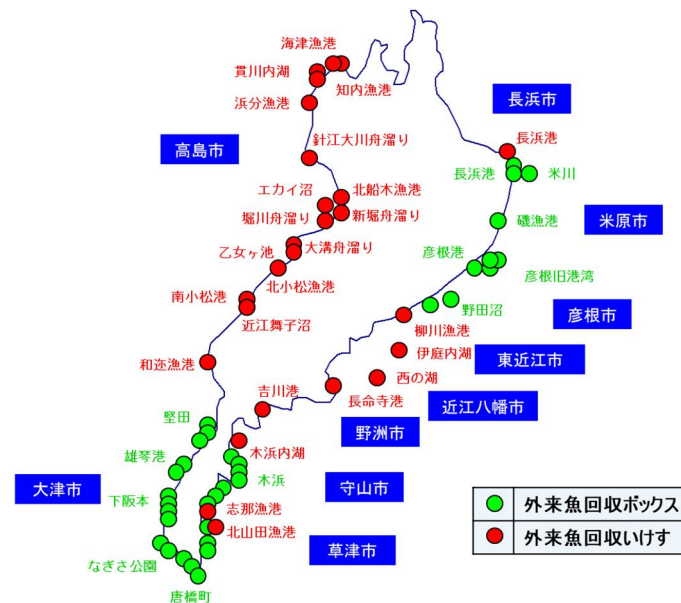 海津漁港
貫川内湖
知内漁港
浜分漁港
長浜市
高島市
針江大川舟溜り
長浜港
長浜港
米川
エカイ沼
北船木漁港
堀川舟溜り
新堀舟溜り
磯漁港
米原市
乙女ヶ池
大溝舟溜り
彦根港
彦根旧港湾
北小松漁港
南小松港
近江舞子沼
野田沼
彦根市
柳川漁港
伊庭内湖
東近江市
和迩漁港
西の湖
吉川港
長命寺港
近江八幡市
堅田
野洲市
木浜内湖
雄琴港
木浜
守山市
大津市
下阪本
志那漁港
北山田漁港
草津市
なぎさ公園
唐橋町
外来魚回収ボックス
外来魚回収いけす